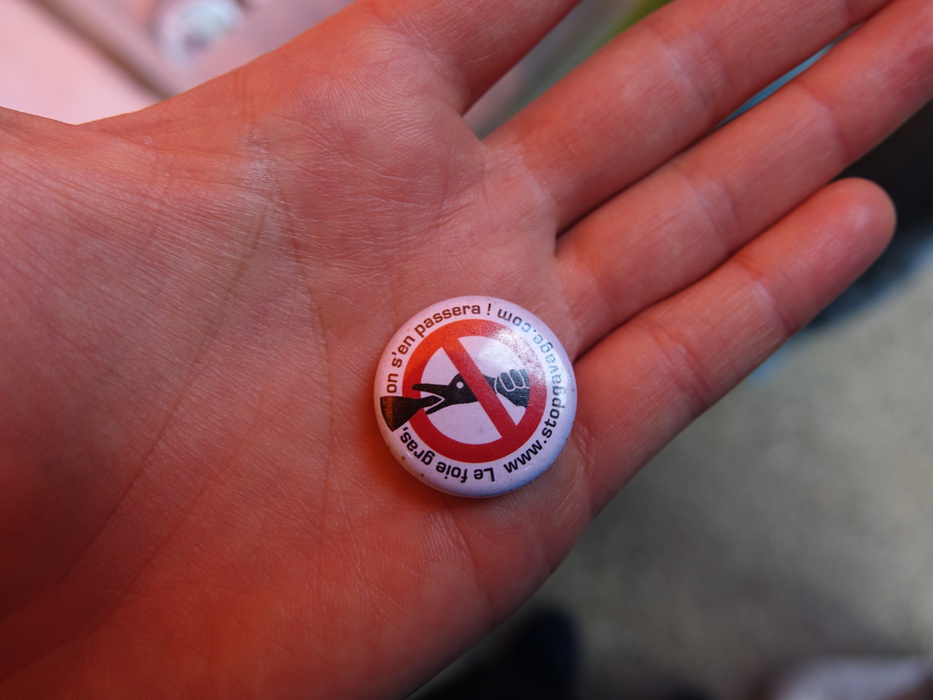 Le foie gras, on s'en passera !
www.stopgavage.com